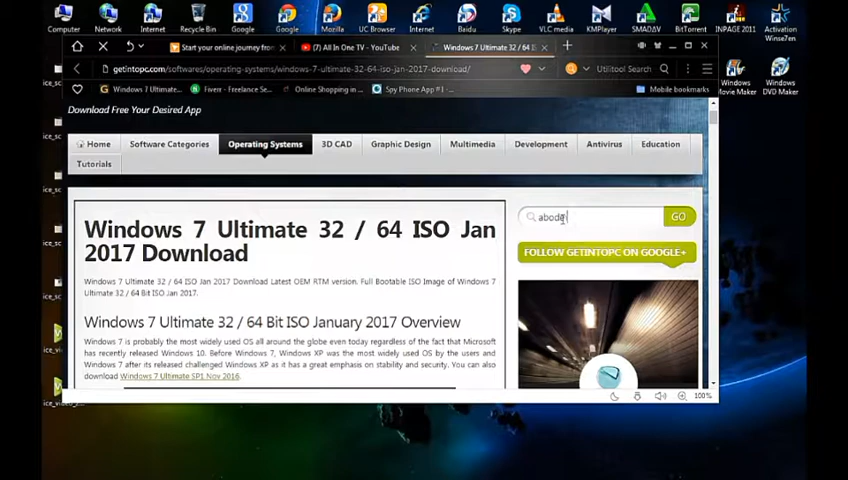 Computer
Network
Internet
Recycle Bin
Google
Google
Mozilla
UC Browser
Internet
Baidu
Skype
VLC media
KMPlayer
SMADΔV
BitTorrent
INPAGE 2011
Activation
Winse7en
Start your online journey from
(7) All In One TV - YouTube
Windows 7 Ultimate 32 / 64 I
getintopc.com/softwares/operating-systems/windows-7-ultimate-32-64-iso-jan-2017-download/
Utilitool Search
Windows 7 Ultimate...
Fiverr - Freelance Se...
Online Shopping in ...
Spy Phone App #1 -...
Mobile bookmarks
Windows
Movie Maker
Windows
DVD Maker
Download Free Your Desired App
Home
Software Categories
Operating Systems
3D CAD
Graphic Design
Multimedia
Development
Antivirus
Education
Tutorials
Windows 7 Ultimate 32 / 64 ISO Jan
2017 Download
abode
GO
FOLLOW GETINTOPC ON GOOGLE+
Windows 7 Ultimate 32 / 64 ISO Jan 2017 Download Latest OEM RTM version. Full Bootable ISO Image of Windows 7
Ultimate 32 / 64 Bit ISO Jan 2017.
Windows 7 Ultimate 32 / 64 Bit ISO January 2017 Overview
Windows 7 is probably the most widely used OS all around the globe even today regardless of the fact that Microsoft
has recently released Windows 10. Before Windows 7, Windows XP was the most widely used OS by the users and
Windows 7 after its released challenged Windows XP as it has a great emphasis on stability and security. You can also
download Windows 7 Ultimate SP1 Nov 2016.
100%